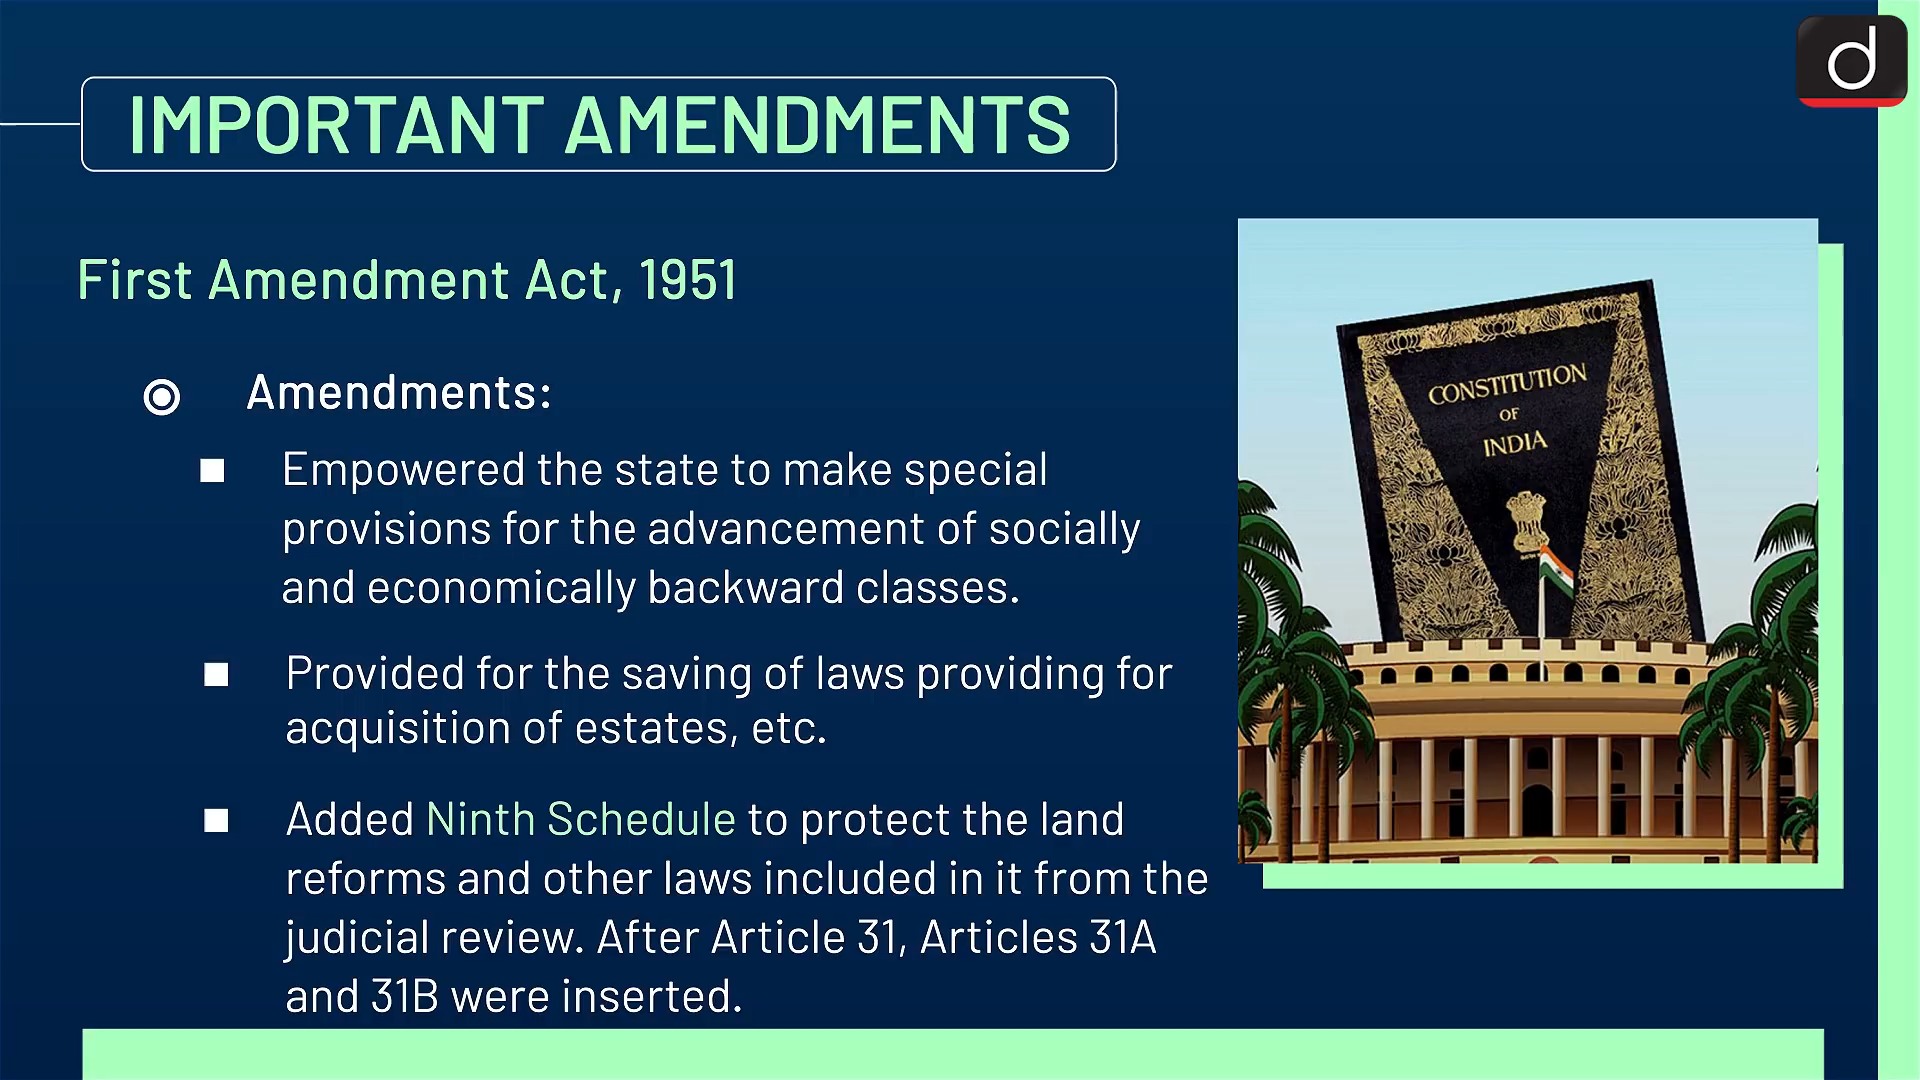 d
IMPORTANT AMENDMENTS
First Amendment Act, 1951
Amendments:
Empowered the state to make special
provisions for the advancement of socially
and economically backward classes.
Provided for the saving of laws providing for
acquisition of estates, etc.
Added Ninth Schedule to protect the land
reforms and other laws included in it from the
judicial review. After Article 31, Articles 31A
and 31B were inserted.
CONSTITUTION
OF
INDIA